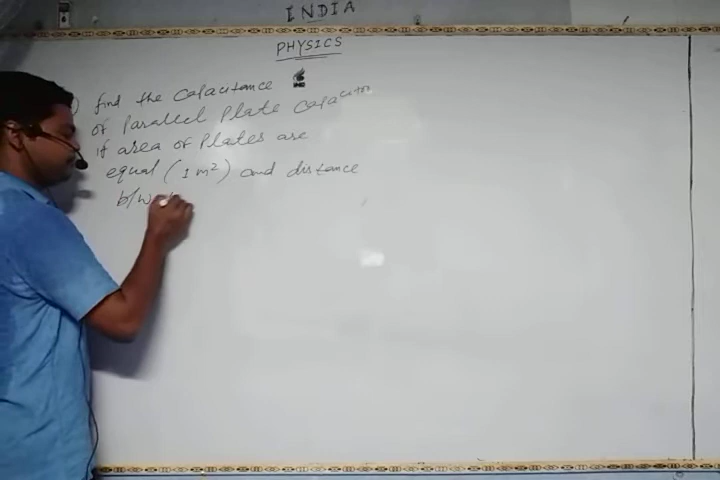 INDIA
PHYSICS
) find the capacitance
of Parallel Plate Capacitor
if area of Plates are
equal (1 m²) and distance
b/w